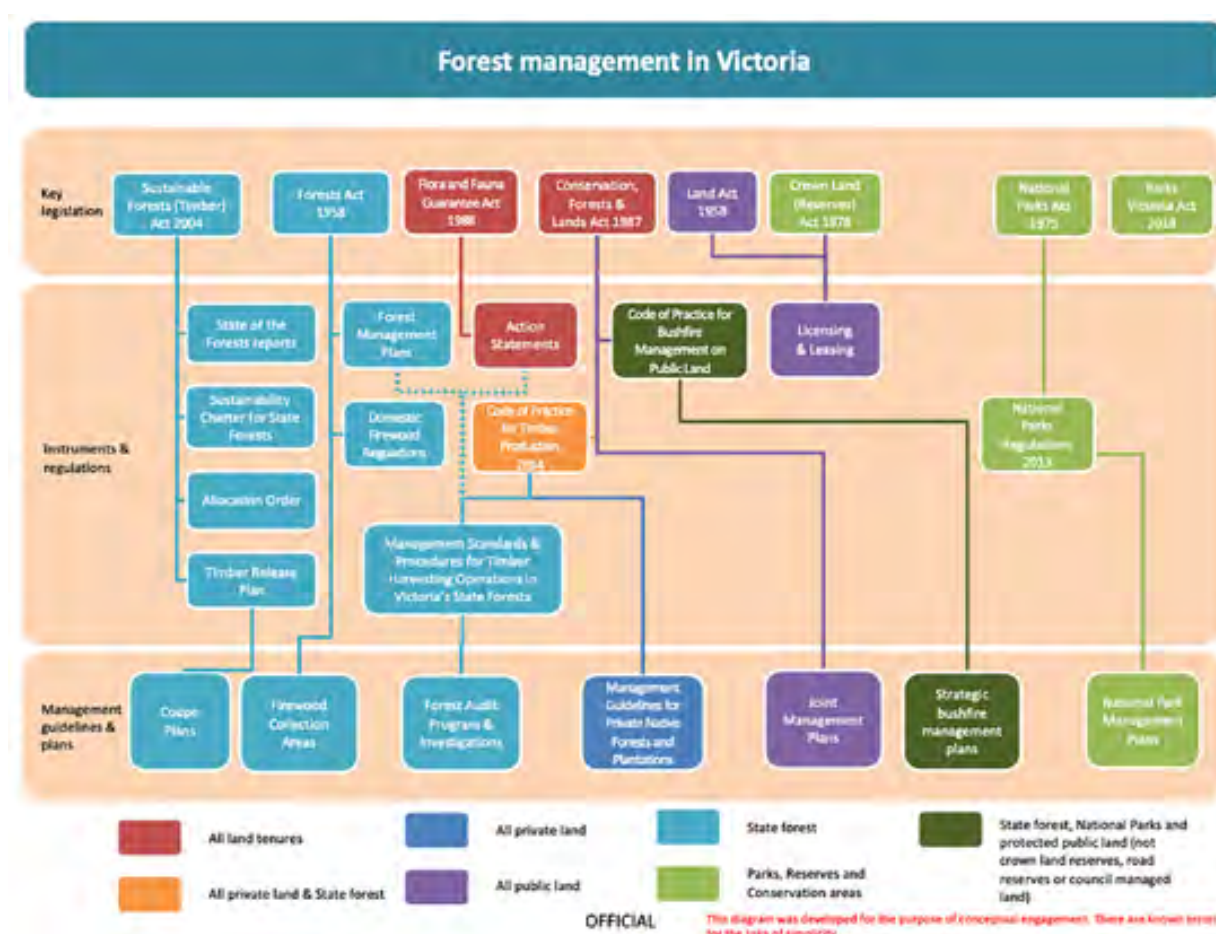 Forest management in Victoria
Key
legislation
Sustainable
Forests (Timber)
Act 2004
Forests Act
1958
Flora and Fauna
Guarantee Act
1988
Conservation,
Forests &
Lands Act 1987
Land Act
1958
Crown Land
(Reserved)
Act 1978
National
Parks Act
1975
Parks
Victoria Act
2018
Instruments &
regulations
State of the
Forests reports
Forest
Management
Plans
Action
Statements
Code of Practice for
Bushfire
Management on
Public Land
Licensing
& Leasing
Sustainability
Charter for State
Forests
Domestic
Firewood
Regulations
Code of Practice
for Timber
Production
2014
National
Parks
Regulations
2013
Allocation Order
Timber Release
Plan
Management Standards &
Procedures for Timber
Harvesting Operations in
Victoria's State Forests
Management
guidelines &
plans
Coupe
Plans
Firewood
Collection
Areas
Forest Audit
Program &
Investigations
Management
Guidelines for
Private Native
Forests and
Plantations
Joint
Management
Plans
Strategic
bushfire
management
plans
National Park
Management
Plans
All land tenures
All private land
State forest
State forest, National Parks and
protected public land (not
crown land reserves, road
reserves or council managed
land)
All private land & State forest
All public land
Parks, Reserves and
Conservation areas
OFFICIAL
This diagram was developed for the purpose of conceptual engagement. There are known errors
for the sake of simplicity